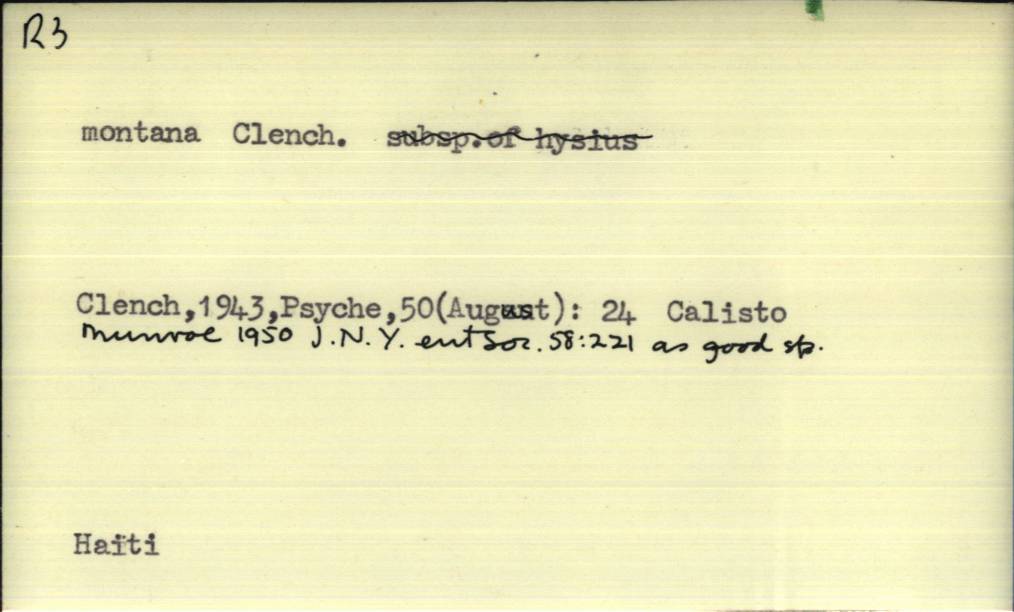 R3
montana Clench. subsp.of hysius
Clench,1943,Psyche,50(August): 24 Calisto
Munroe 1950 J.N.Y. ent Soc. 58:221 as good sp.
Haiti